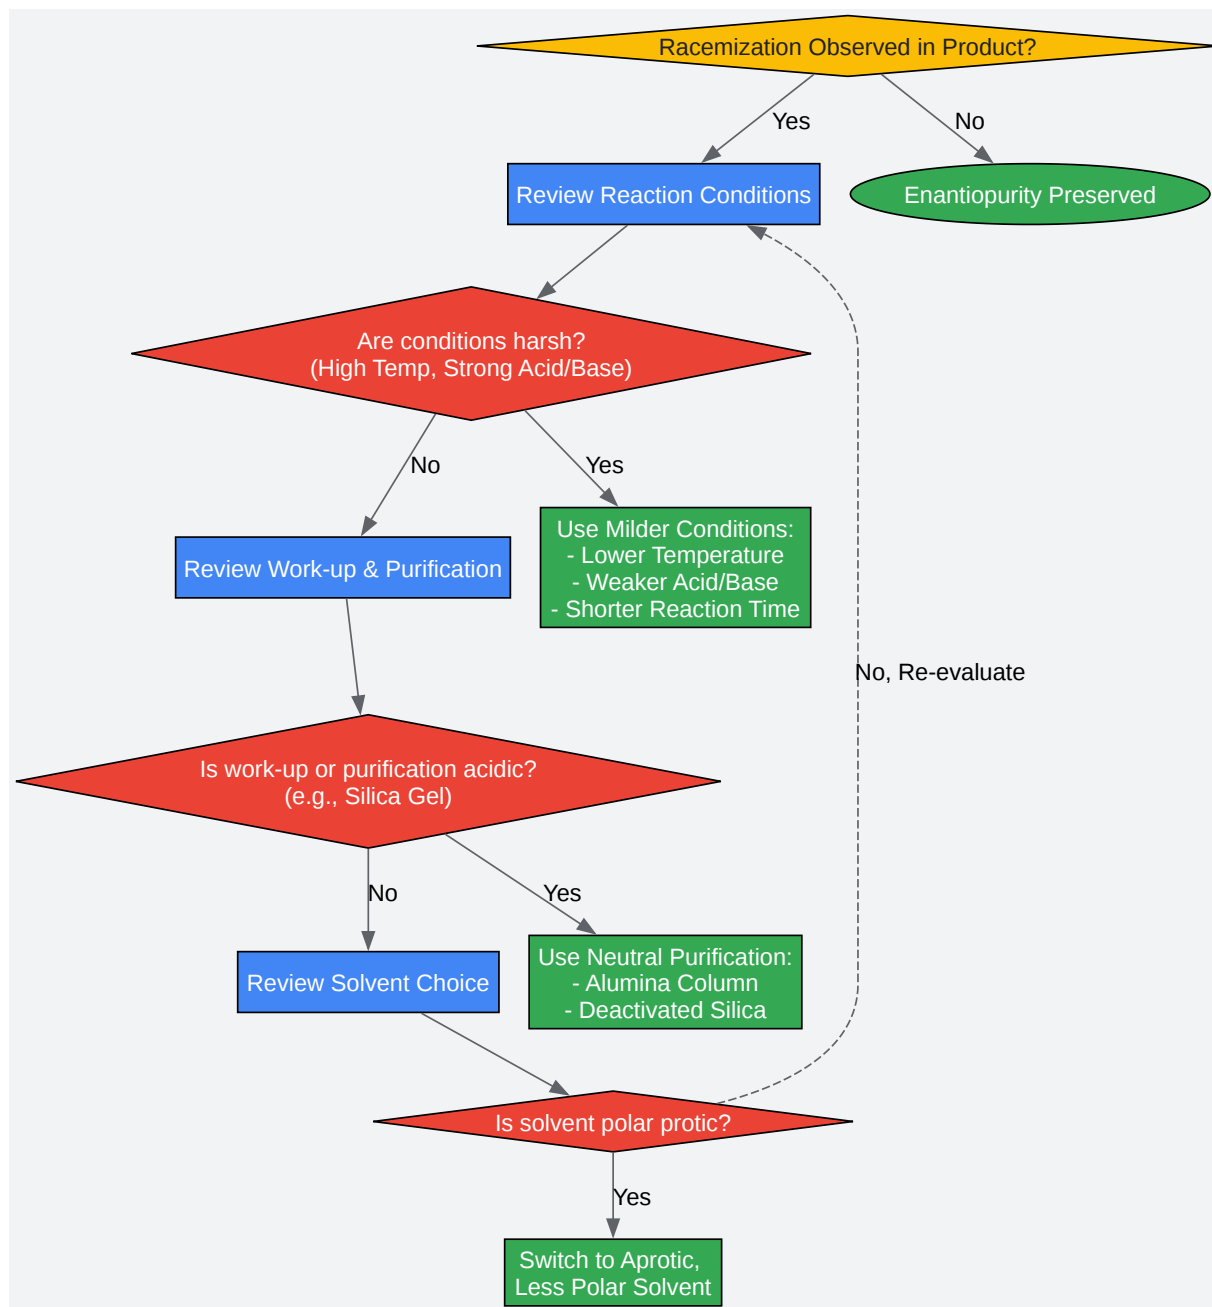 Racemization Observed in Product?
Yes
No
Review Reaction Conditions
Enantiopurity Preserved
Are conditions harsh?
(High Temp, Strong Acid/Base)
No
Yes
Review Work-up & Purification
Use Milder Conditions:
- Lower Temperature
- Weaker Acid/Base
- Shorter Reaction Time
No, Re-evaluate
Is work-up or purification acidic?
(e.g., Silica Gel)
No
Yes
Review Solvent Choice
Use Neutral Purification:
- Alumina Column
- Deactivated Silica
Is solvent polar protic?
Yes
Switch to Aprotic,
Less Polar Solvent